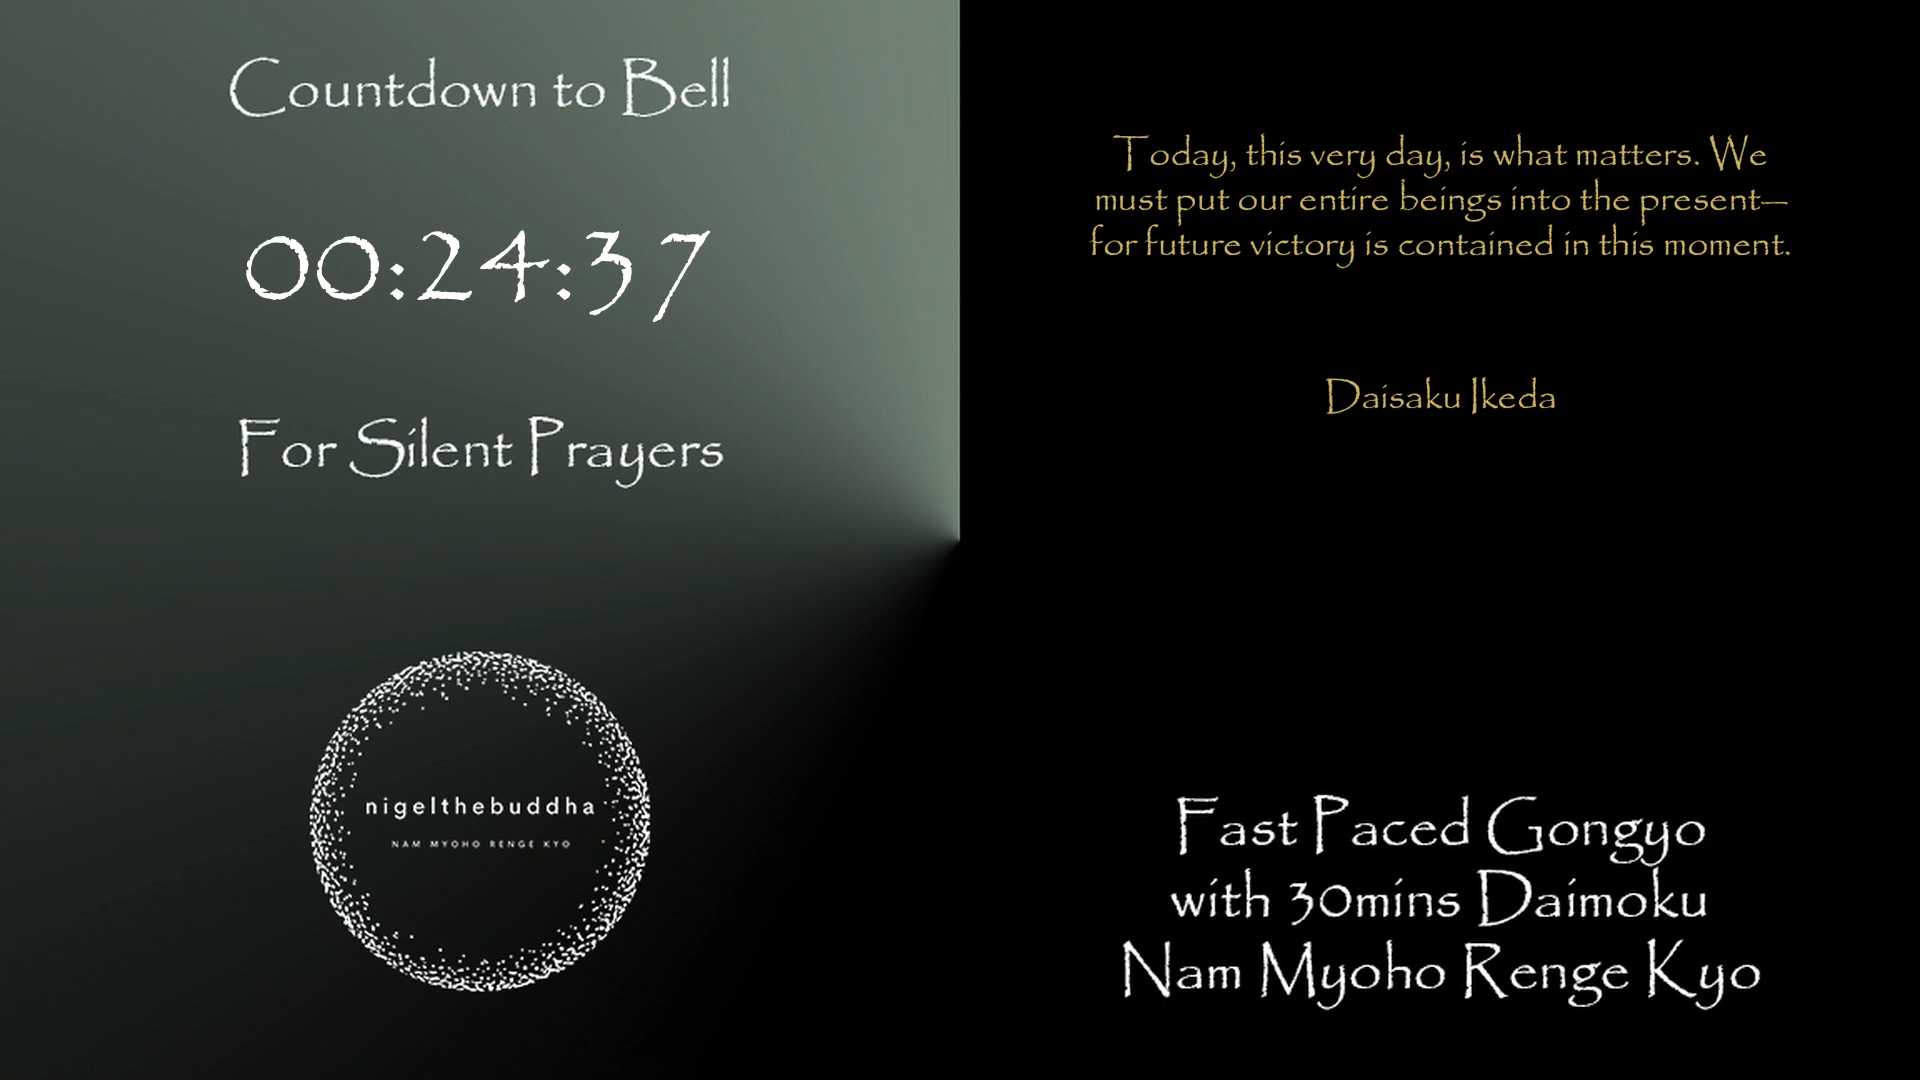 Countdown to Bell
00:24:37
For Silent Prayers
nigelthebuddha
NAM MYOHO RENGE KYO
Today, this very day, is what matters. We
must put our entire beings into the present—
for future victory is contained in this moment.
Daisaku Ikeda
Fast Paced Gongyo
with 30mins Daimoku
Nam Myoho Renge Kyo